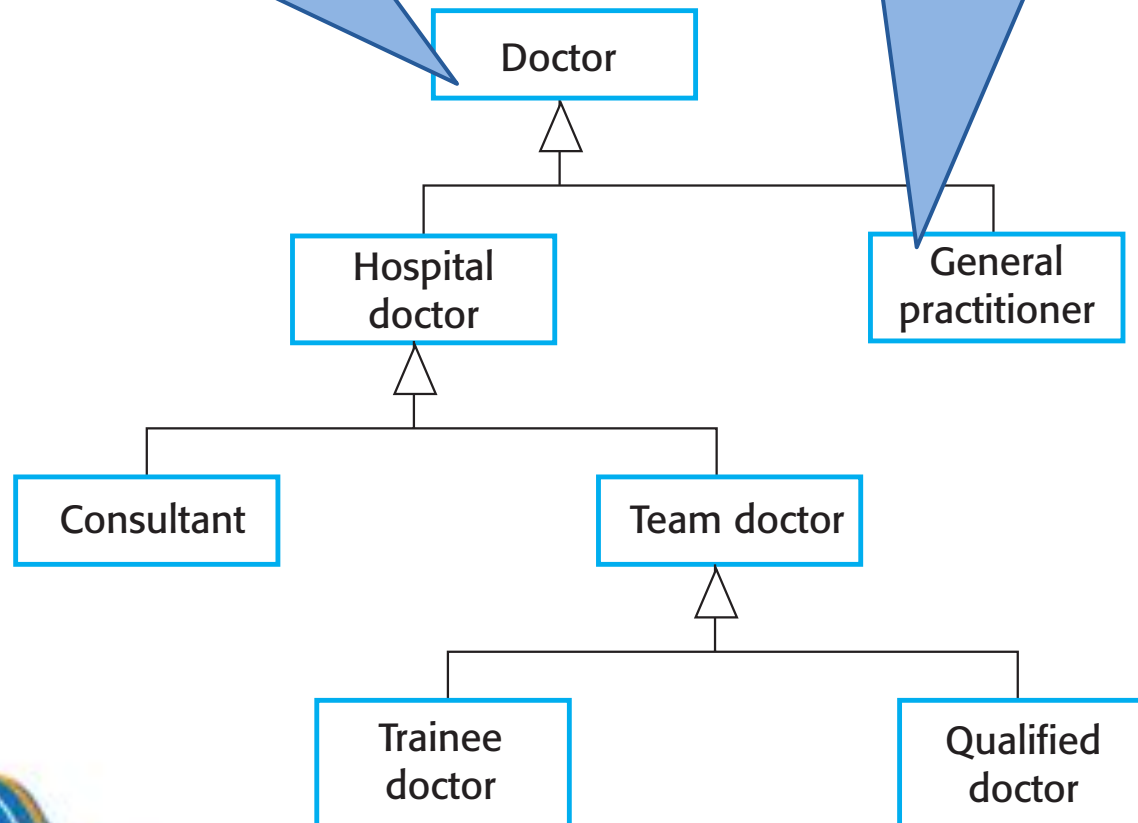 Doctor
Hospital
doctor
General
practitioner
Consultant
Team doctor
Trainee
doctor
Qualified
doctor